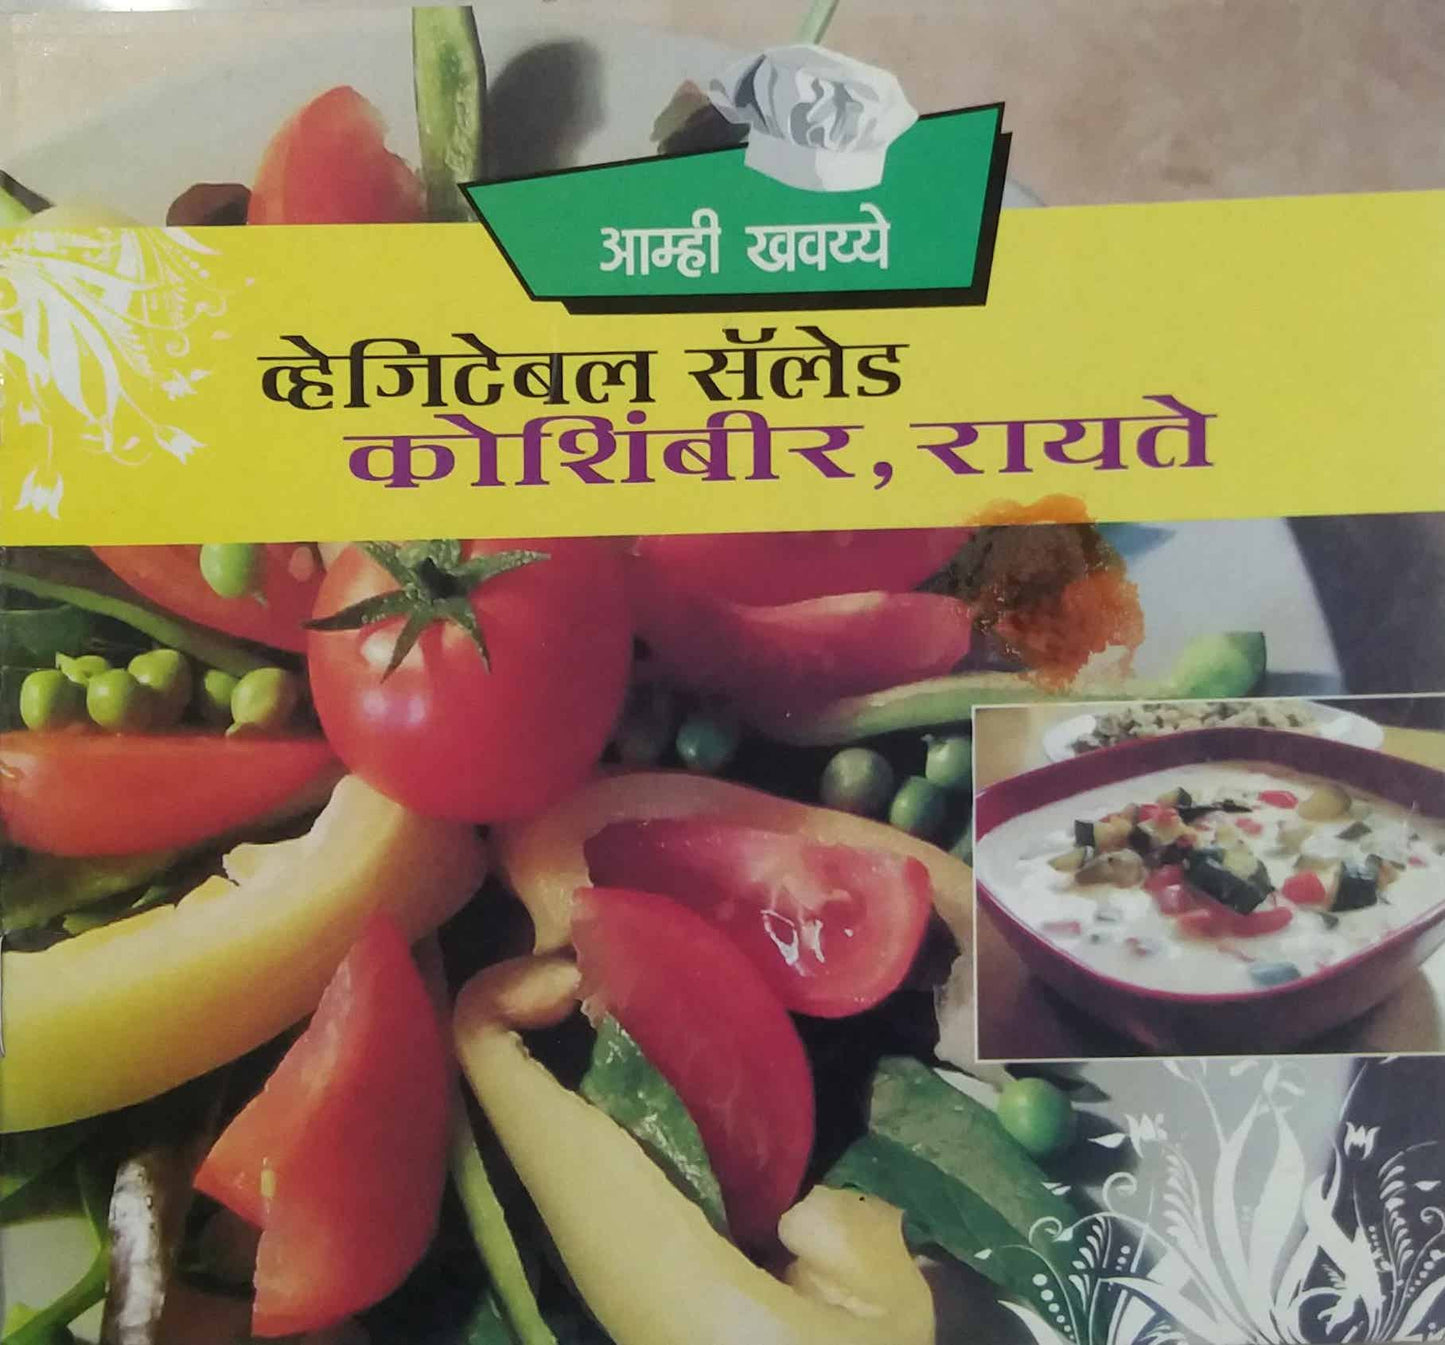 आम्ही खवय्ये
व्हेजिटेबल सॅलेड
कोशिंबीर, रायते